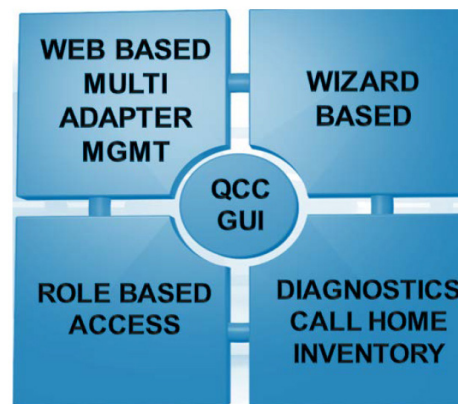 WEB BASED
MULTI
ADAPTER
MGMT
WIZARD
BASED
QCC
GUI
ROLE BASED
ACCESS
DIAGNOSTICS
CALL HOME
INVENTORY